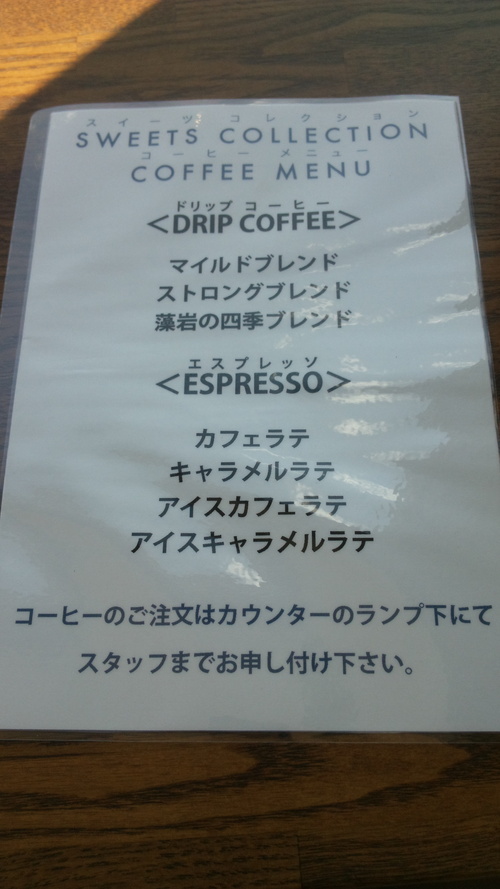 スイーツ コレクション
SWEETS COLLECTION
コーヒー メニュー
COFFEE MENU
ドリップ コーヒー
<DRIP COFFEE>
マイルドブレンド
ストロングブレンド
藻岩の四季ブレンド
エスプレッソ
<ESPRESSO>
カフェラテ
キャラメルラテ
アイスカフェラテ
アイスキャラメルラテ
コーヒーのご注文はカウンターのランプ下にて
スタッフまでお申し付け下さい。